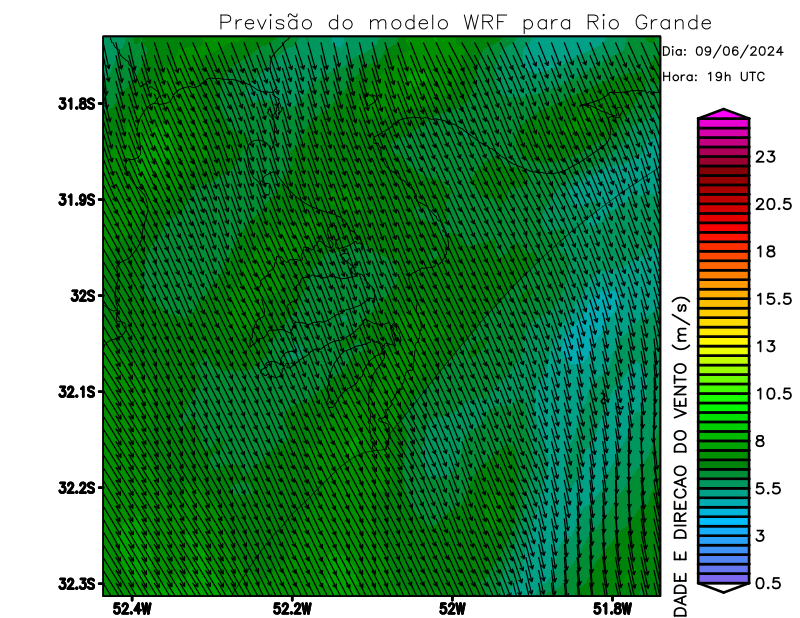 Previsão do modelo WRF para Rio Grande
Dia: 09/06/2024
Hora: 19h UTC
31.8S
31.9S
32S
32.1S
32.2S
32.3S
52.4W
52.2W
52W
51.8W
DADE E DIRECAO DO VENTO (m/s)
23
20.5
18
15.5
13
10.5
8
5.5
3
0.5